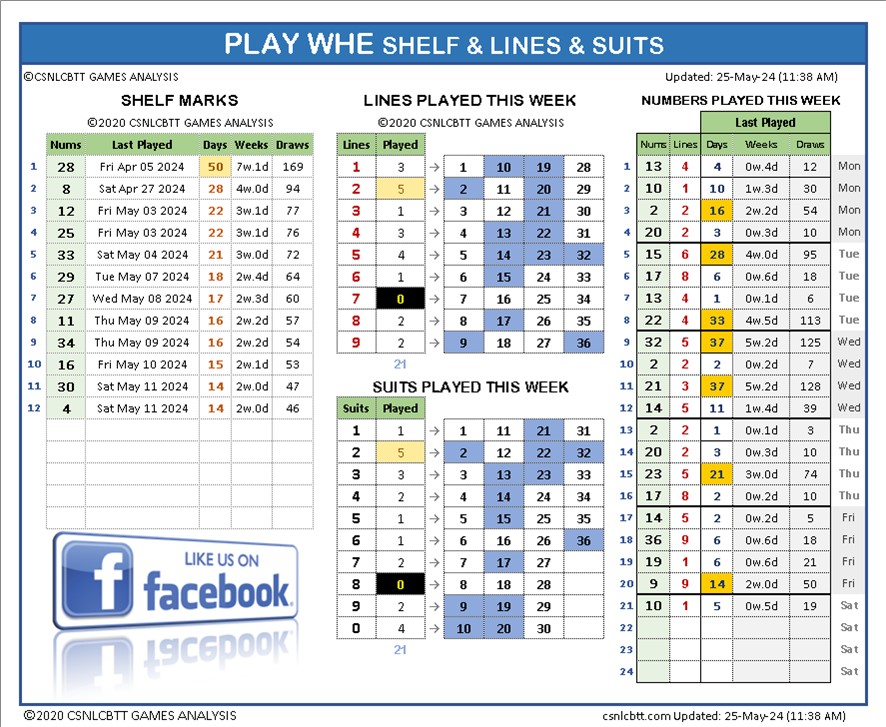 PLAY WHE SHELF & LINES & SUITS
©CSNLCBTT GAMES ANALYSIS
Updated: 25-May-24 (11:38 AM)
SHELF MARKS
©2020 CSNLCBTT GAMES ANALYSIS
Nums Last Played Days Weeks Draws
1 28 Fri Apr 05 2024 50 7w.1d 169
2 8 Sat Apr 27 2024 28 4w.0d 94
3 12 Fri May 03 2024 22 3w.1d 77
4 25 Fri May 03 2024 22 3w.1d 76
5 33 Sat May 04 2024 21 3w.0d 72
6 29 Tue May 07 2024 18 2w.4d 64
7 27 Wed May 08 2024 17 2w.3d 60
8 11 Thu May 09 2024 16 2w.2d 57
9 34 Thu May 09 2024 16 2w.2d 54
10 16 Fri May 10 2024 15 2w.1d 53
11 30 Sat May 11 2024 14 2w.0d 47
12 4 Sat May 11 2024 14 2w.0d 46
LIKE US ON
facebook
LINES PLAYED THIS WEEK
©2020 CSNLCBTT GAMES ANALYSIS
Lines Played
1 3 → 1 10 19 28
2 5 → 2 11 20 29
3 1 → 3 12 21 30
4 3 → 4 13 22 31
5 4 → 5 14 23 32
6 1 → 6 15 24 33
7 0 → 7 16 25 34
8 2 → 8 17 26 35
9 2 → 9 18 27 36
21
SUITS PLAYED THIS WEEK
Suits Played
1 1 → 1 11 21 31
2 5 → 2 12 22 32
3 3 → 3 13 23 33
4 2 → 4 14 24 34
5 1 → 5 15 25 35
6 1 → 6 16 26 36
7 2 → 7 17 27
8 0 → 8 18 28
9 2 → 9 19 29
0 4 → 10 20 30
21
NUMBERS PLAYED THIS WEEK
Last Played
Nums Lines Days Weeks Draws
1 13 4 4 0w.4d 12 Mon
2 10 1 10 1w.3d 30 Mon
3 2 2 16 2w.2d 54 Mon
4 20 2 3 0w.3d 10 Mon
5 15 6 28 4w.0d 95 Tue
6 17 8 6 0w.6d 18 Tue
7 13 4 1 0w.1d 6 Tue
8 22 4 33 4w.5d 113 Tue
9 32 5 37 5w.2d 125 Wed
10 2 2 2 0w.2d 7 Wed
11 21 3 37 5w.2d 128 Wed
12 14 5 11 1w.4d 39 Wed
13 2 2 1 0w.1d 3 Thu
14 20 2 3 0w.3d 10 Thu
15 23 5 21 3w.0d 74 Thu
16 17 8 2 0w.2d 10 Thu
17 14 5 2 0w.2d 5 Fri
18 36 9 6 0w.6d 18 Fri
19 19 1 6 0w.6d 21 Fri
20 9 9 14 2w.0d 50 Fri
21 10 1 5 0w.5d 19 Sat
22 Sat
23 Sat
24 Sat
©2020 CSNLCBTT GAMES ANALYSIS
csnlcbtt.com Updated: 25-May-24 (11:38 AM)